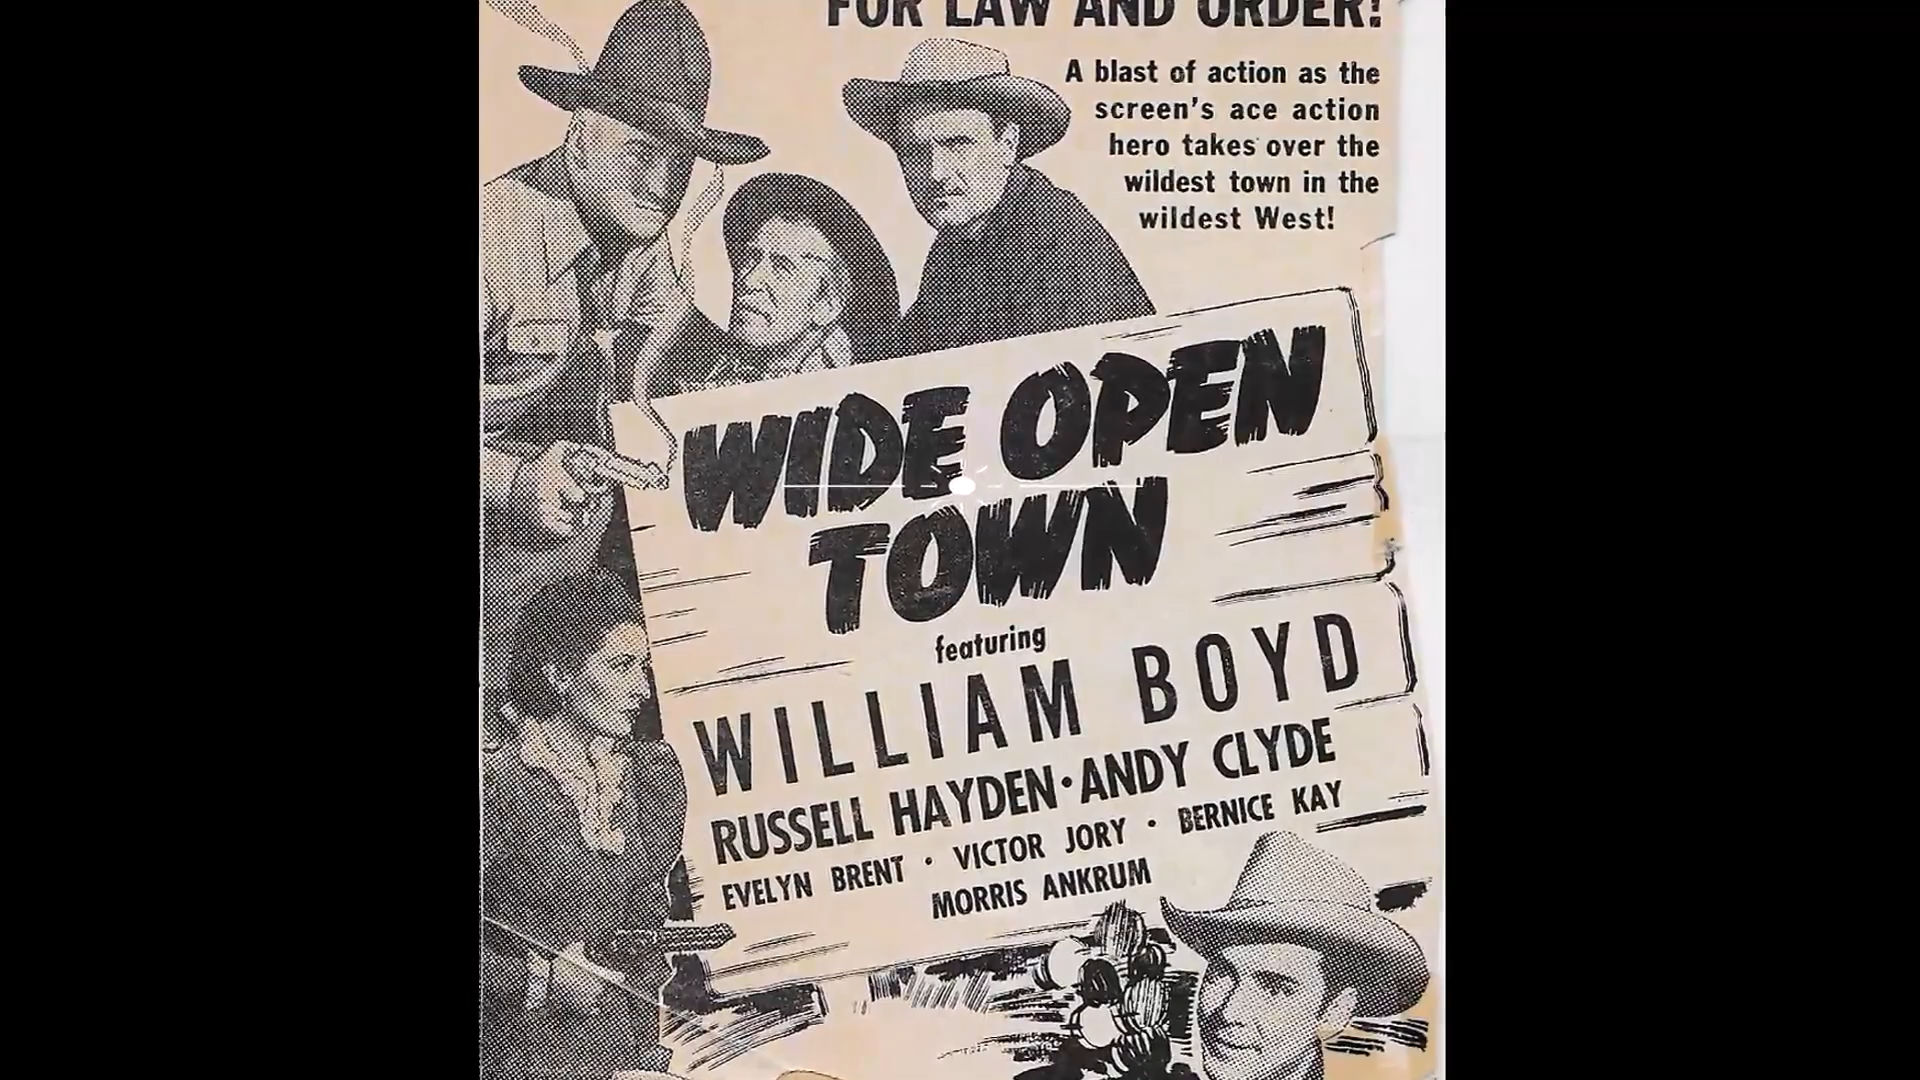 FOR LAW AND ORDER!
A blast of action as the
screen's ace action
hero takes over the
wildest town in the
wildest West!
WIDE OPEN
TOWN
featuring
WILLIAM BOYD
RUSSELL HAYDEN · ANDY CLYDE
EVELYN BRENT · VICTOR JORY · BERNICE KAY
MORRIS ANKRUM